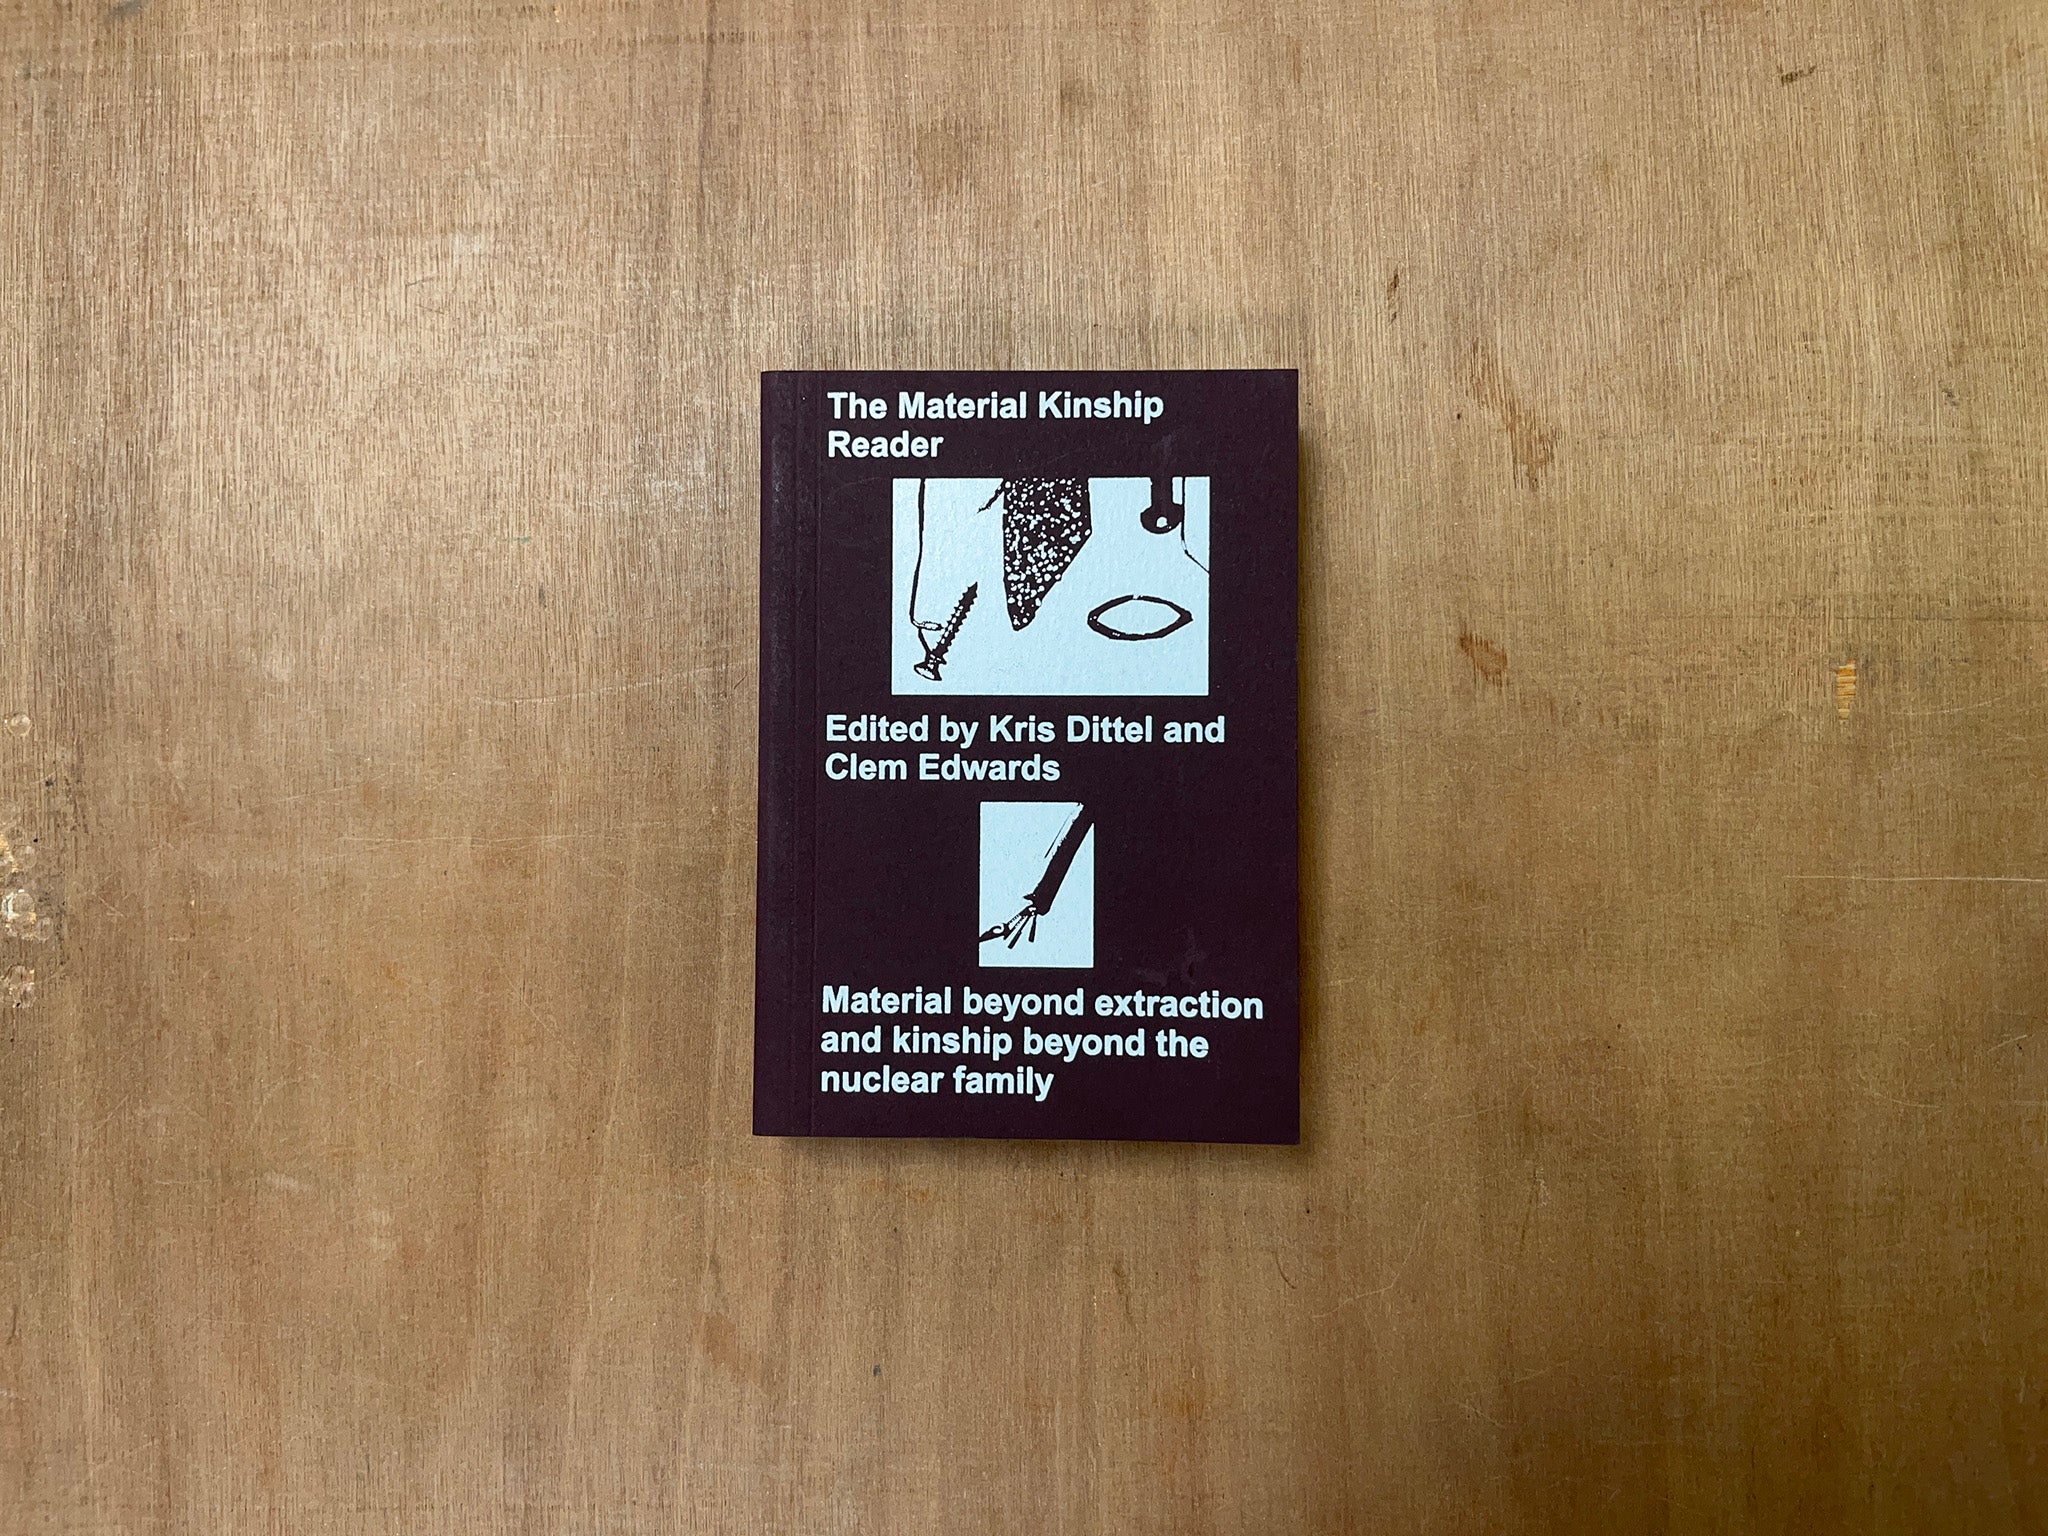 The Material Kinship
Reader
Edited by Kris Dittel and
Clem Edwards
Material beyond extraction
and kinship beyond the
nuclear family